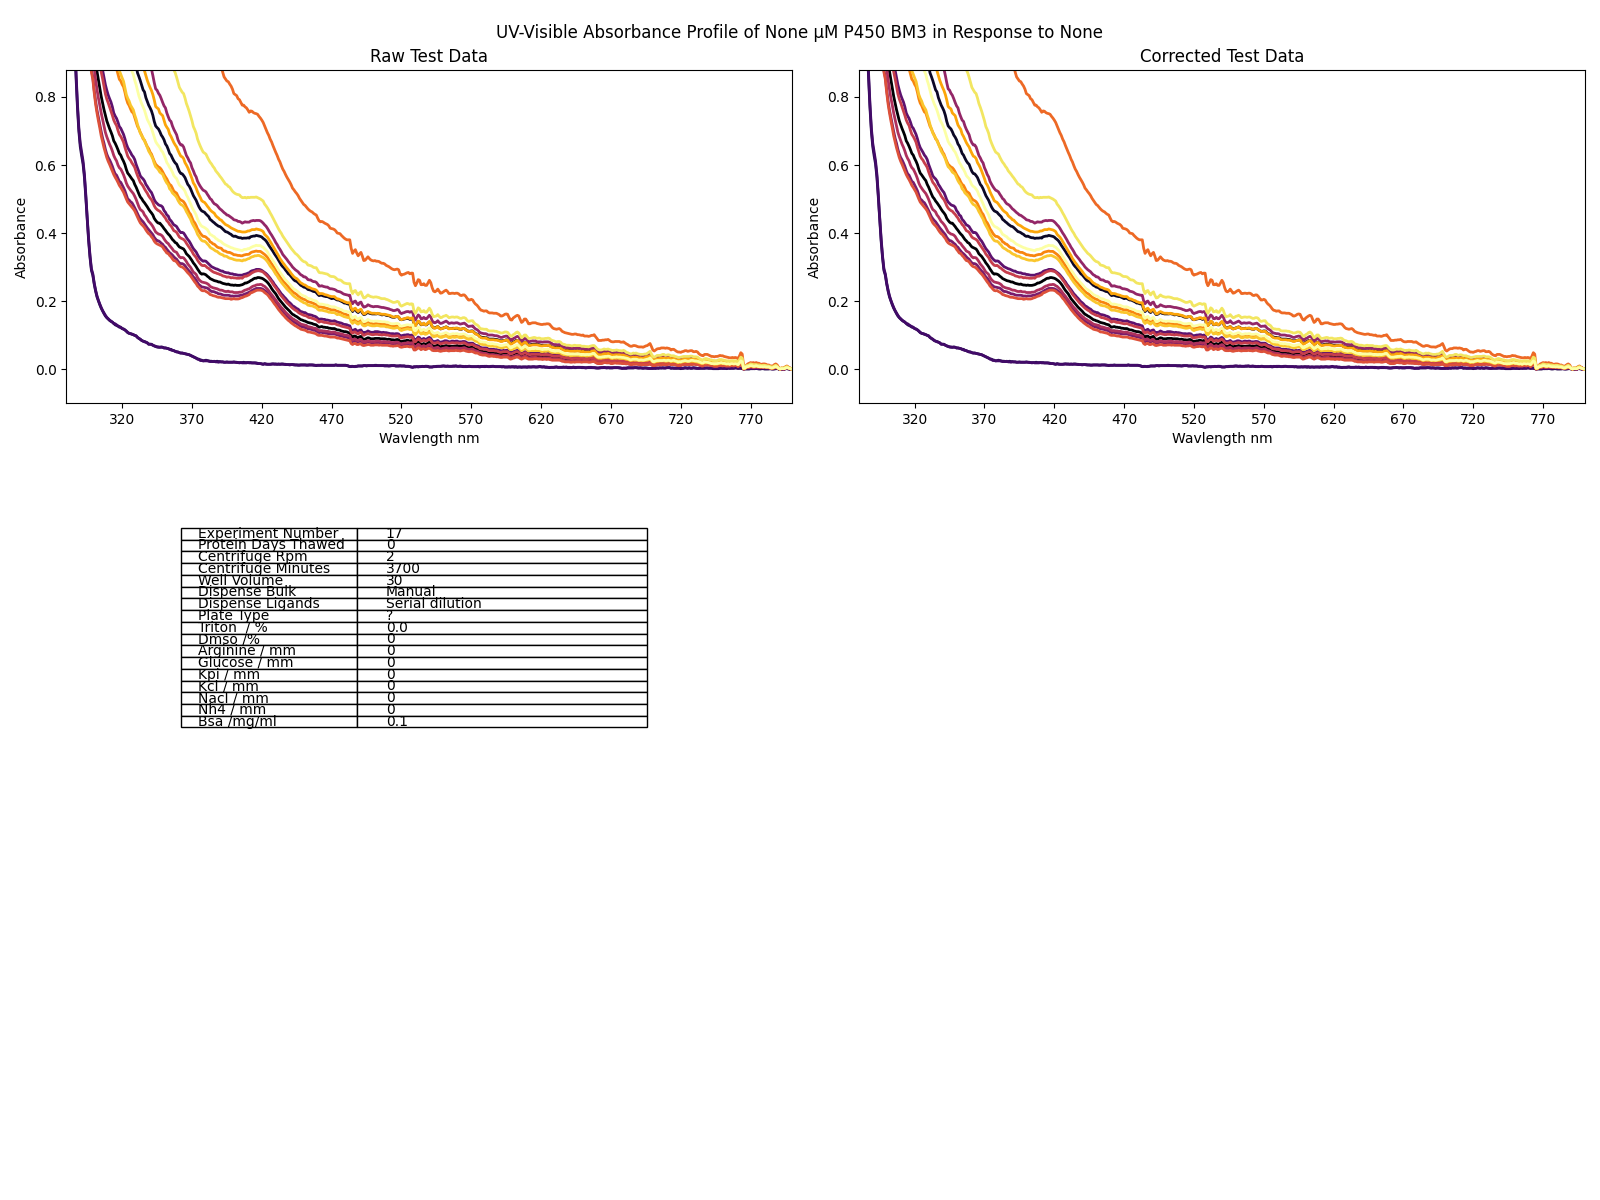 UV-Visible Absorbance Profile of None μM P450 BM3 in Response to None
Raw Test Data
Absorbance
0.8
0.6
0.4
0.2
0.0
320 370 420 470 520 570 620 670 720 770
Wavlength nm
Corrected Test Data
Absorbance
0.8
0.6
0.4
0.2
0.0
320 370 420 470 520 570 620 670 720 770
Wavlength nm
Experiment Number 17
Protein Days Thawed 0
Centrifuge Rpm 2
Centrifuge Minutes 3700
Well Volume 30
Dispense Bulk Manual
Dispense Ligands Serial dilution
Plate Type ?
Triton / % 0.0
Dmso /% 0
Arginine / mm 0
Glucose / mm 0
Kpi / mm 0
Kcl / mm 0
Nacl / mm 0
Nh4 / mm 0
Bsa /mg/ml 0.1